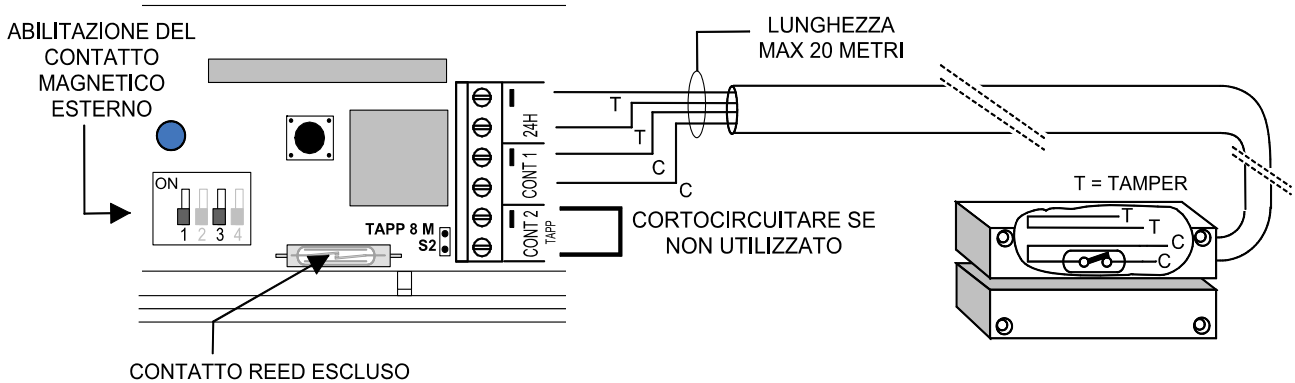 ABILITAZIONE DEL
CONTATTO
MAGNETICO
ESTERNO
LUNGHEZZA
MAX 20 METRI
ON
1 2 3 4
TAPP 8 M
S2
24H
CONT 1
CONT 2
TAPP
T
T
C
C
CORTOCIRCUITARE SE
NON UTILIZZATO
T = TAMPER
T
T
C
C
CONTATTO REED ESCLUSO